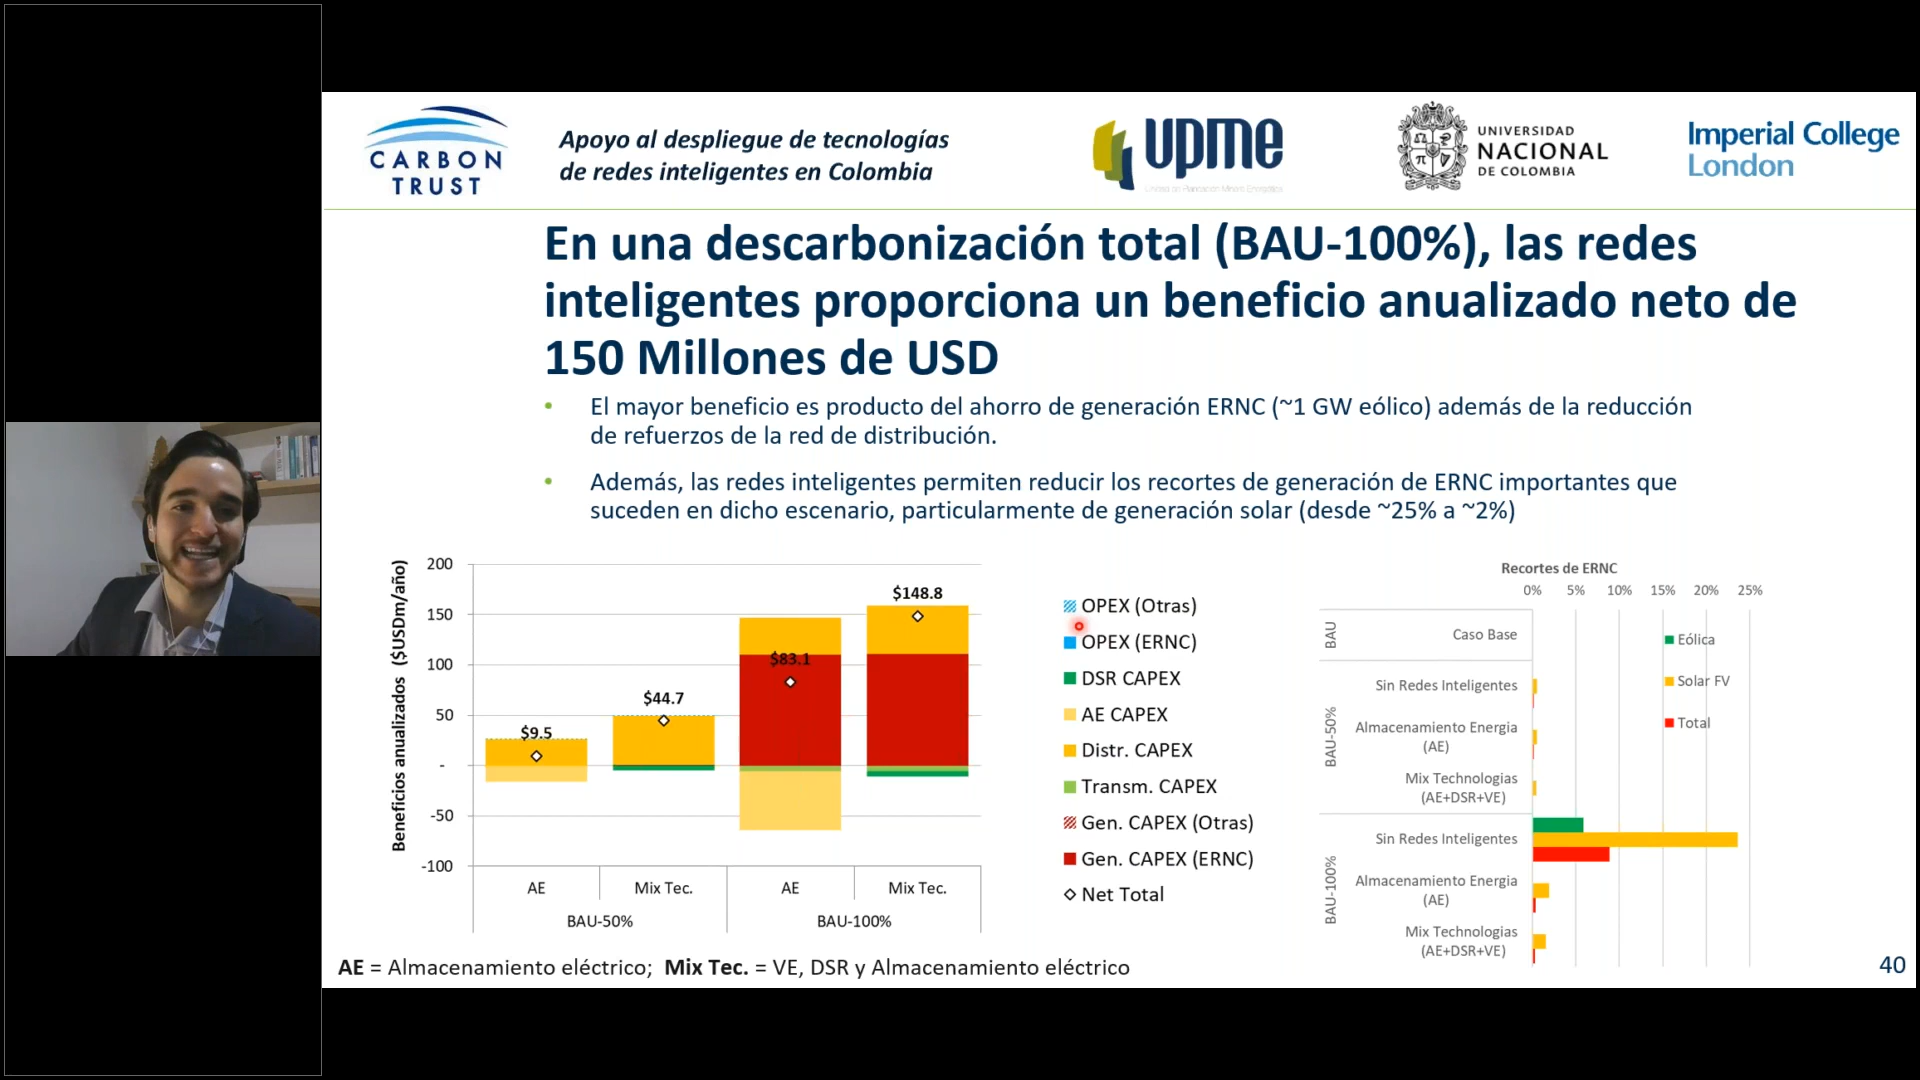 CARBON
TRUST
Apoyo al despliegue de tecnologías
de redes inteligentes en Colombia
upme
Unidad de Planeación Minero Energética
UNIVERSIDAD
NACIONAL
DE COLOMBIA
Imperial College
London
En una descarbonización total (BAU-100%), las redes
inteligentes proporciona un beneficio anualizado neto de
150 Millones de USD
• El mayor beneficio es producto del ahorro de generación ERNC (~1 GW eólico) además de la reducción
de refuerzos de la red de distribución.
• Además, las redes inteligentes permiten reducir los recortes de generación de ERNC importantes que
suceden en dicho escenario, particularmente de generación solar (desde ~25% a ~2%)
Beneficios anualizados ($USDm/año)
200
150
100
50
-
-50
-100
$9.5
$44.7
$83.1
$148.8
AE
Mix Tec.
AE
Mix Tec.
BAU-50%
BAU-100%
OPEX (Otras)
OPEX (ERNC)
DSR CAPEX
AE CAPEX
Distr. CAPEX
Transm. CAPEX
Gen. CAPEX (Otras)
Gen. CAPEX (ERNC)
Net Total
Recortes de ERNC
0% 5% 10% 15% 20% 25%
BAU
Caso Base
BAU-50%
Sin Redes Inteligentes
Almacenamiento Energia
(AE)
Mix Technologias
(AE+DSR+VE)
BAU-100%
Sin Redes Inteligentes
Almacenamiento Energia
(AE)
Mix Technologias
(AE+DSR+VE)
Eólica
Solar FV
Total
AE = Almacenamiento eléctrico; Mix Tec. = VE, DSR y Almacenamiento eléctrico
40